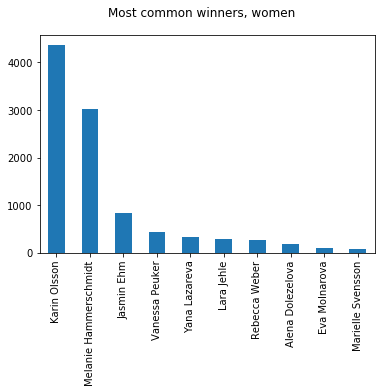 Most common winners, women
4000
3000
2000
1000
0
Karin Olsson
Melanie Hammerschmidt
Jasmin Ehm
Vanessa Peuker
Yana Lazareva
Lara Jehle
Rebecca Weber
Alena Dolezelova
Eva Molnarova
Marielle Svensson